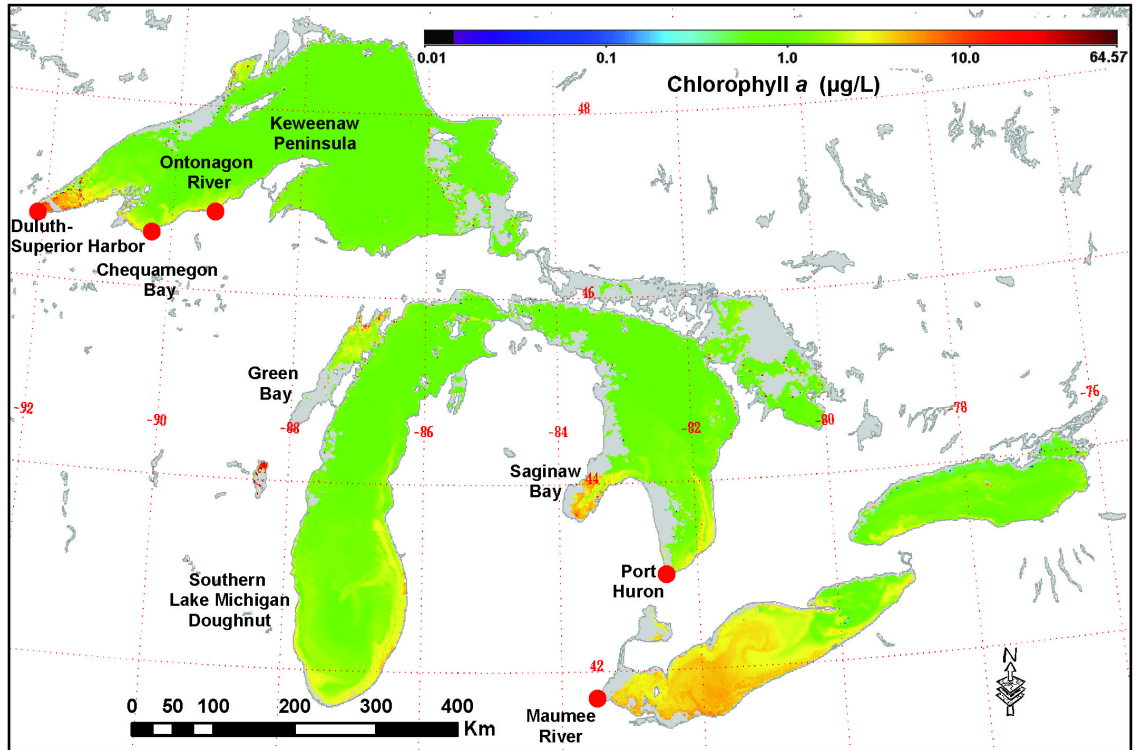 0.01 0.1 1.0 10.0 64.57
Chlorophyll a (µg/L)
48
Keweenaw
Peninsula
Ontonagon
River
Duluth-
Superior Harbor
Chequamegon
Bay
46
Green
Bay
-92
-90
-88
-86
-84
-82
-80
-78
-76
Saginaw
Bay
44
Southern
Lake Michigan
Doughnut
Port
Huron
42
Maumee
River
N
0 50 100 200 300 400
Km